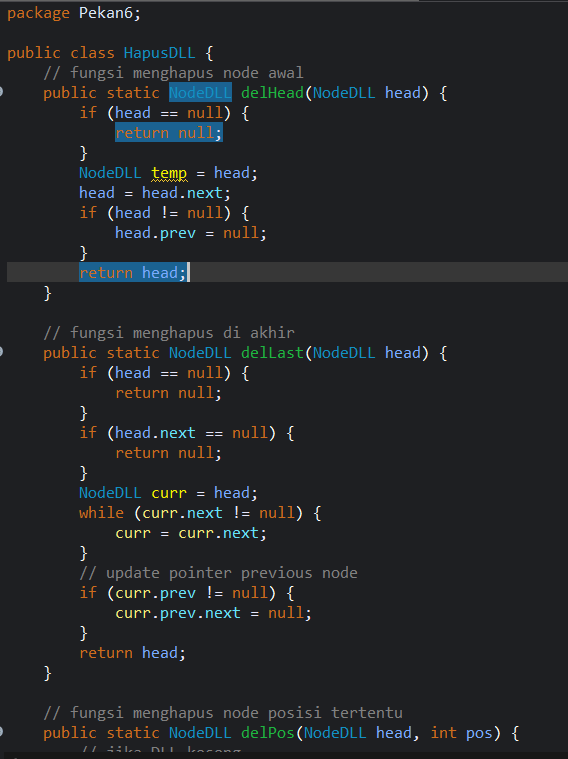 package Pekan6;
public class HapusDLL {
// fungsi menghapus node awal
public static NodeDLL delHead(NodeDLL head) {
if (head == null) {
return null;
}
NodeDLL temp = head;
head = head.next;
if (head != null) {
head.prev = null;
}
return head;
}
// fungsi menghapus di akhir
public static NodeDLL delLast(NodeDLL head) {
if (head == null) {
return null;
}
if (head.next == null) {
return null;
}
NodeDLL curr = head;
while (curr.next != null) {
curr = curr.next;
}
// update pointer previous node
if (curr.prev != null) {
curr.prev.next = null;
}
return head;
}
// fungsi menghapus node posisi tertentu
public static NodeDLL delPos(NodeDLL head, int pos) {
// jika DLL kosong